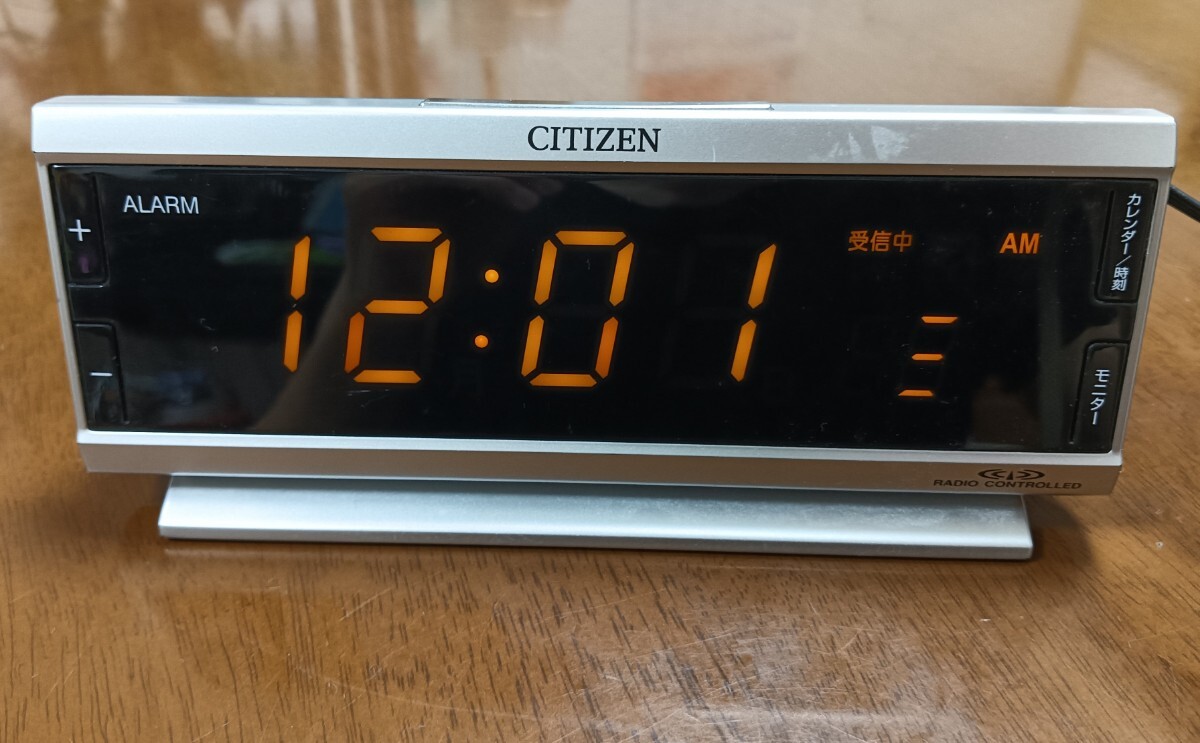 CITIZEN
ALARM
+
−
12:01
受信中
AM
カレンダー/時刻
モニター
RADIO CONTROLLED